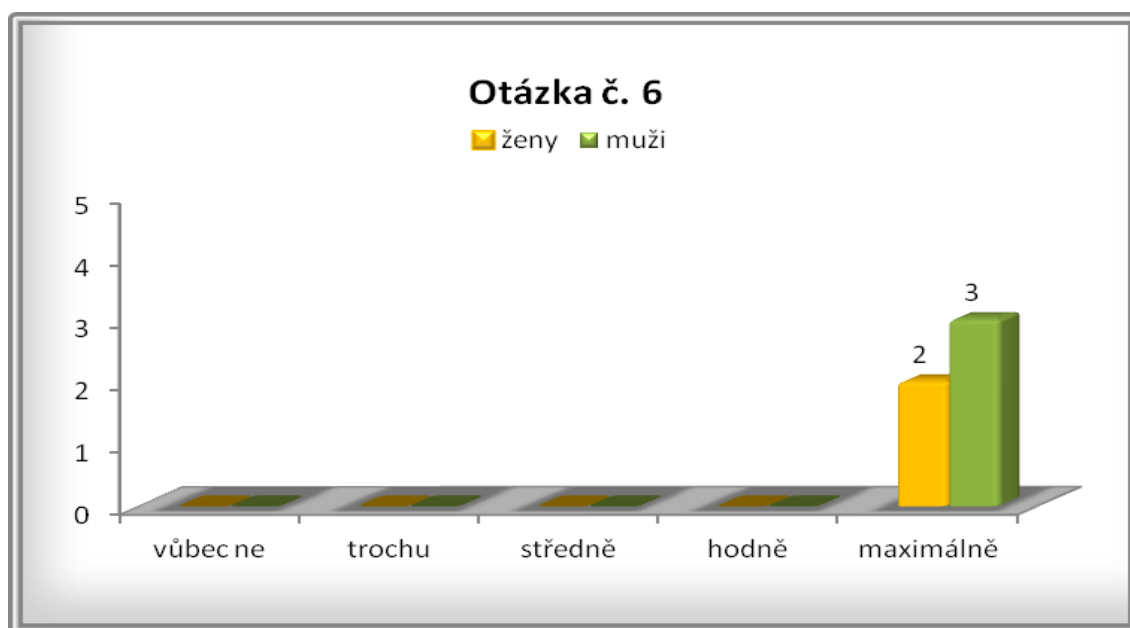 Otázka č. 6
ženy muži
5
4
3
2
1
0
2
3
vůbec ne trochu středně hodně maximálně